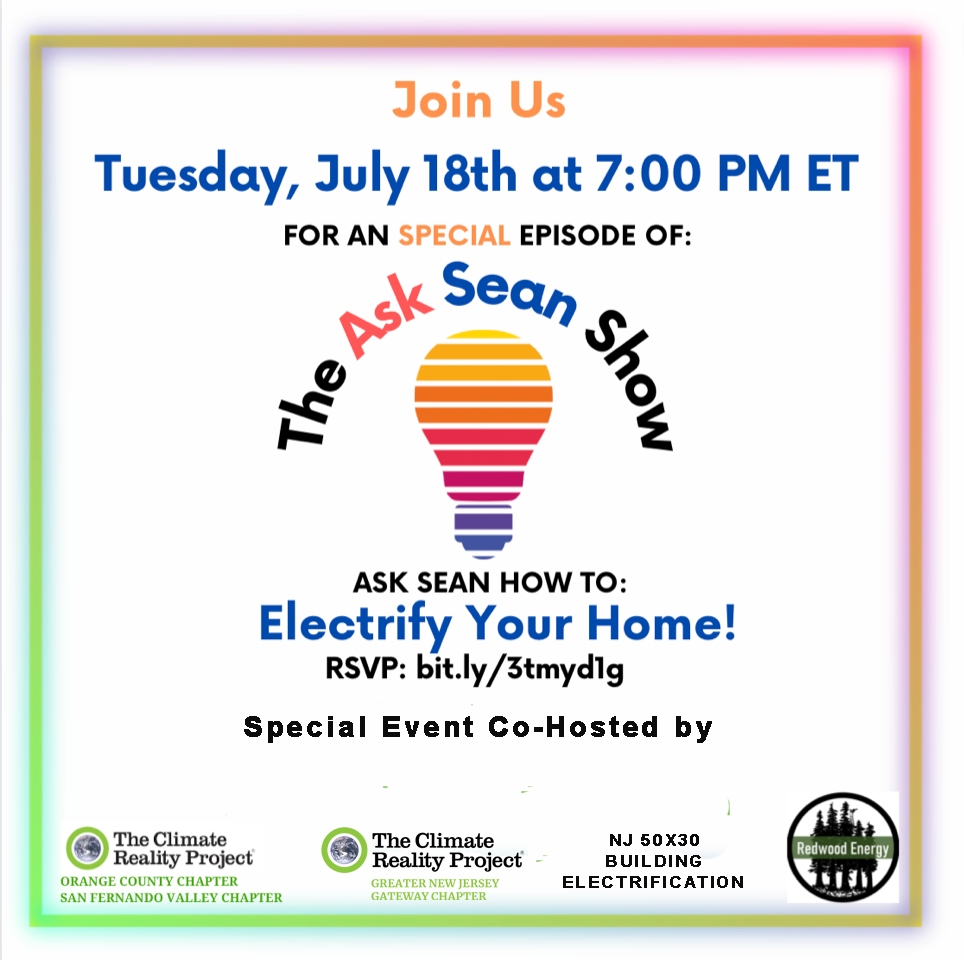 Join Us
Tuesday, July 18th at 7:00 PM ET
FOR AN SPECIAL EPISODE OF:
The Ask Sean Show
ASK SEAN HOW TO:
Electrify Your Home!
RSVP: bit.ly/3tmyd1g
Special Event Co-Hosted by
The Climate
Reality Project®
ORANGE COUNTY CHAPTER
SAN FERNANDO VALLEY CHAPTER
The Climate
Reality Project®
GREATER NEW JERSEY
GATEWAY CHAPTER
NJ 50X30
BUILDING
ELECTRIFICATION
Redwood Energy